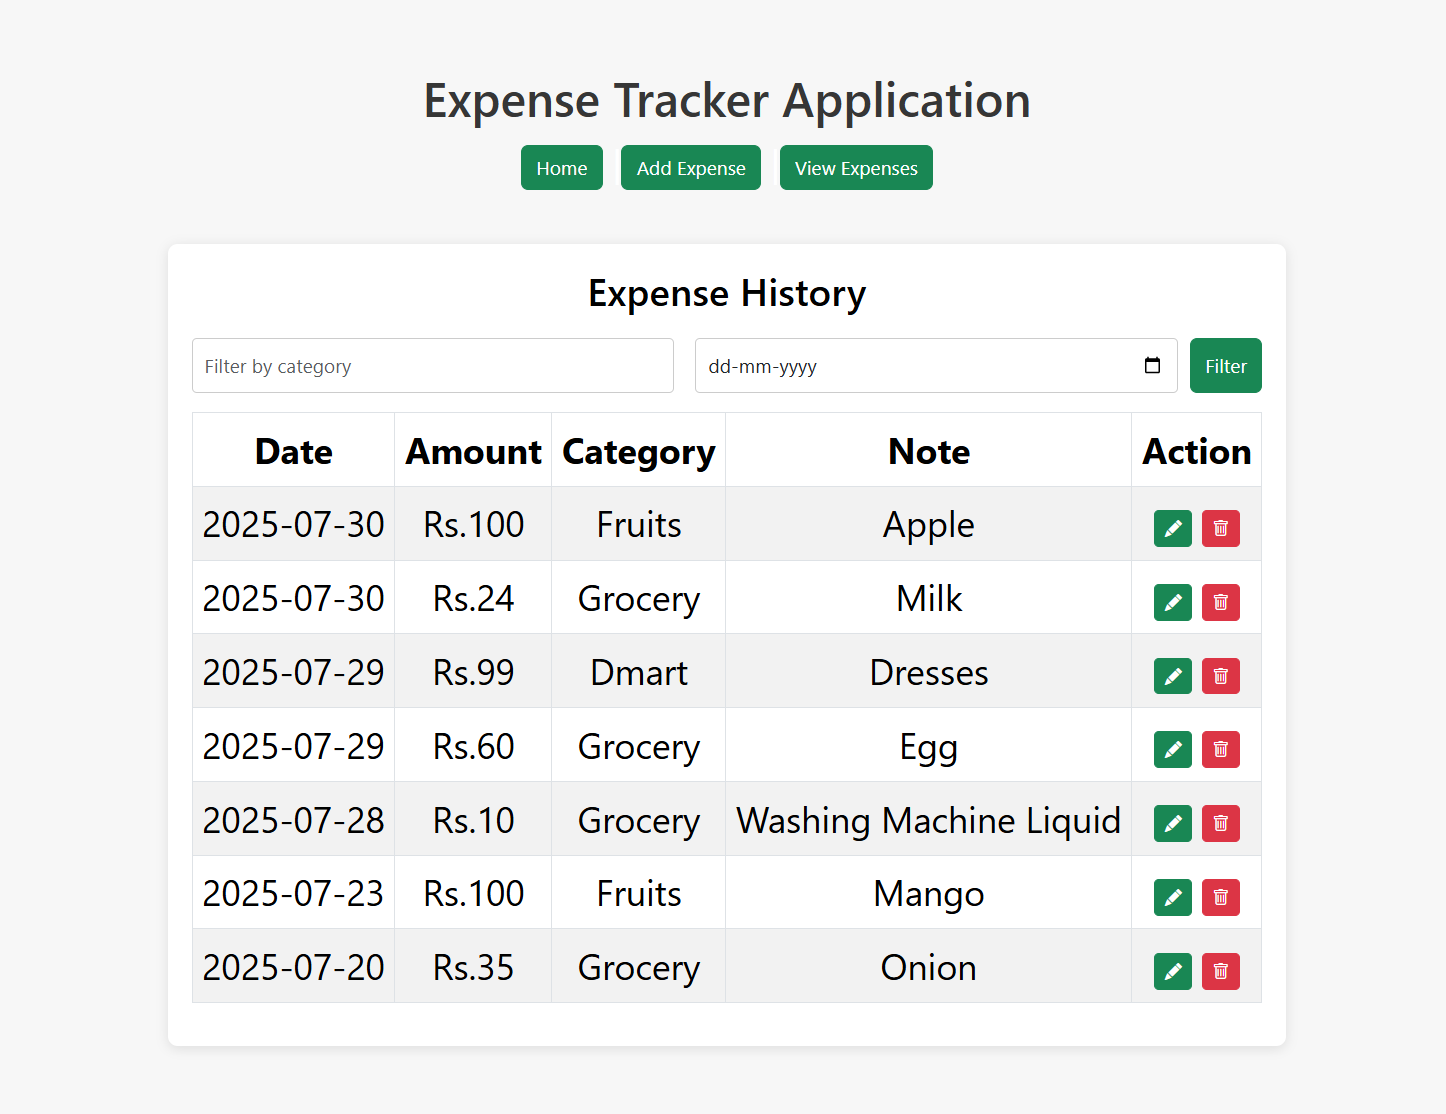 Expense Tracker Application
Home Add Expense View Expenses
Expense History
Filter by category dd-mm-yyyy Filter
Date Amount Category Note Action
2025-07-30 Rs.100 Fruits Apple
2025-07-30 Rs.24 Grocery Milk
2025-07-29 Rs.99 Dmart Dresses
2025-07-29 Rs.60 Grocery Egg
2025-07-28 Rs.10 Grocery Washing Machine Liquid
2025-07-23 Rs.100 Fruits Mango
2025-07-20 Rs.35 Grocery Onion